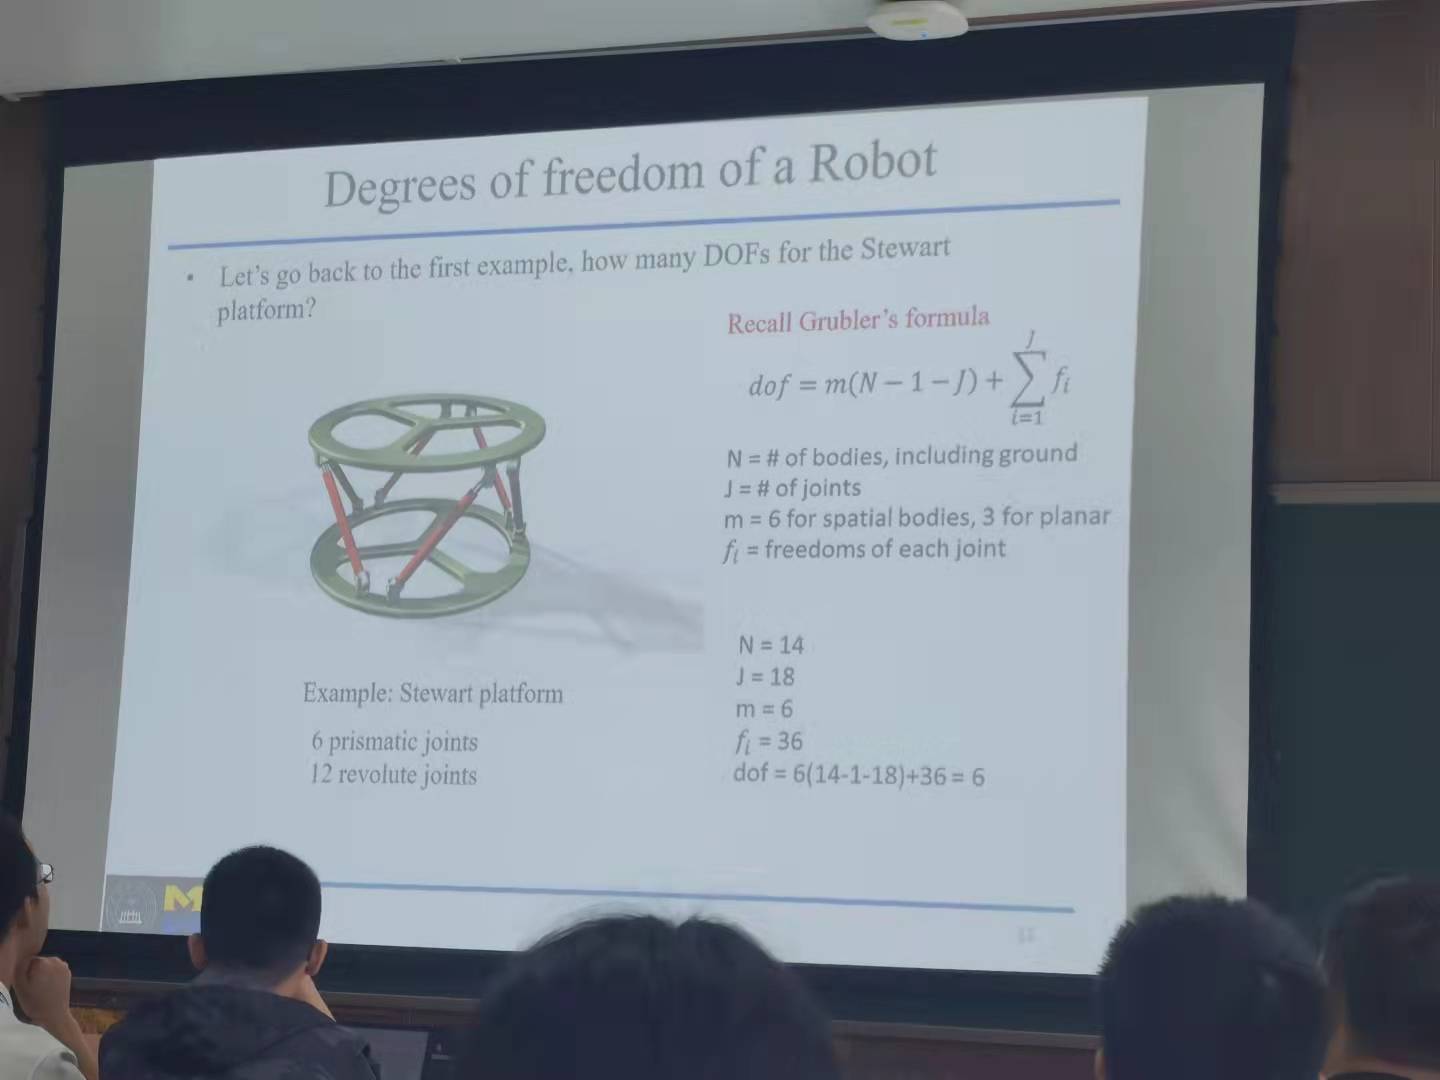 Degrees of freedom of a Robot
• Let's go back to the first example, how many DOFs for the Stewart
platform?
Recall Grubler's formula
dof = m(N − 1 − J) + ∑_{i=1}^{J} f_i
N = # of bodies, including ground
J = # of joints
m = 6 for spatial bodies, 3 for planar
f_i = freedoms of each joint
N = 14
J = 18
m = 6
f_i = 36
dof = 6(14-1-18)+36 = 6
Example: Stewart platform
6 prismatic joints
12 revolute joints
M